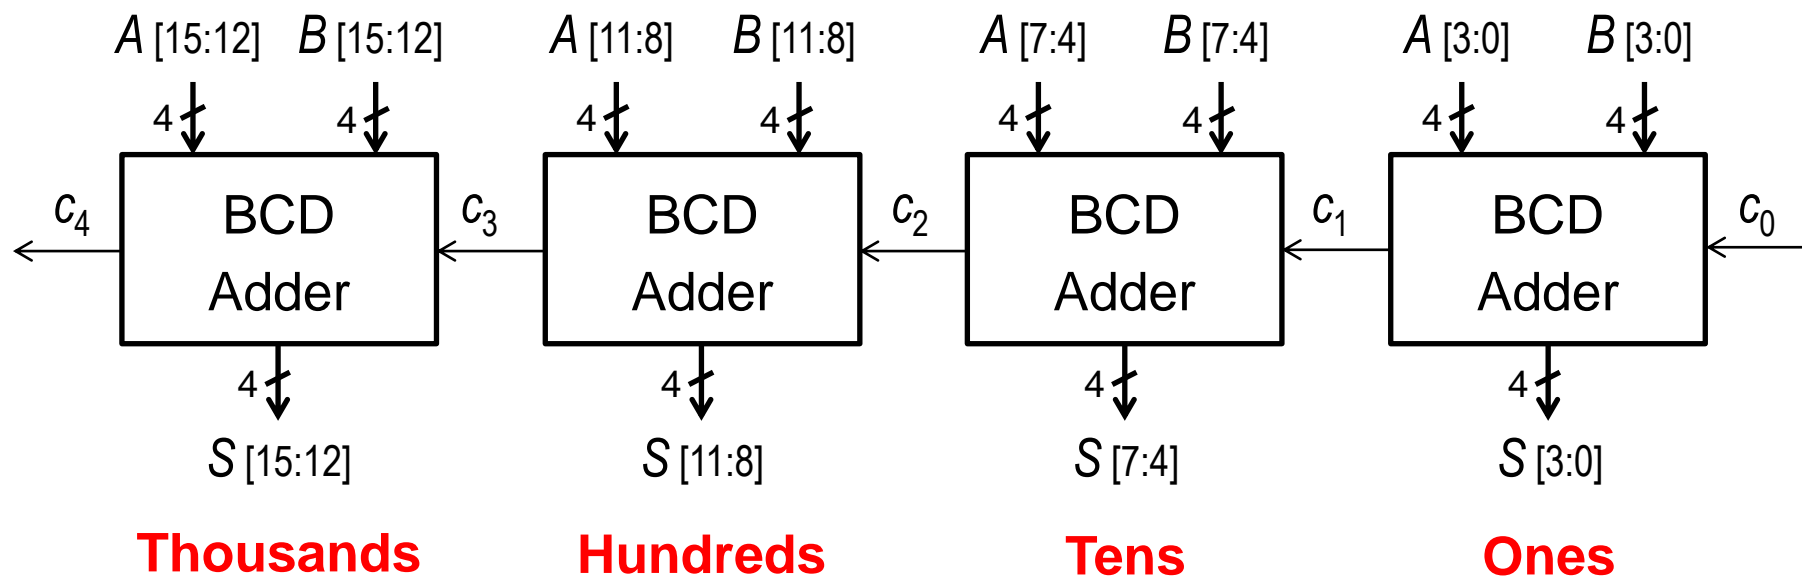 A [15:12] B [15:12] A [11:8] B [11:8] A [7:4] B [7:4] A [3:0] B [3:0]
4 4 4 4 4 4 4 4
c4 BCD c3 BCD c2 BCD c1 BCD c0
Adder Adder Adder Adder
4 4 4 4
S [15:12] S [11:8] S [7:4] S [3:0]
Thousands Hundreds Tens Ones